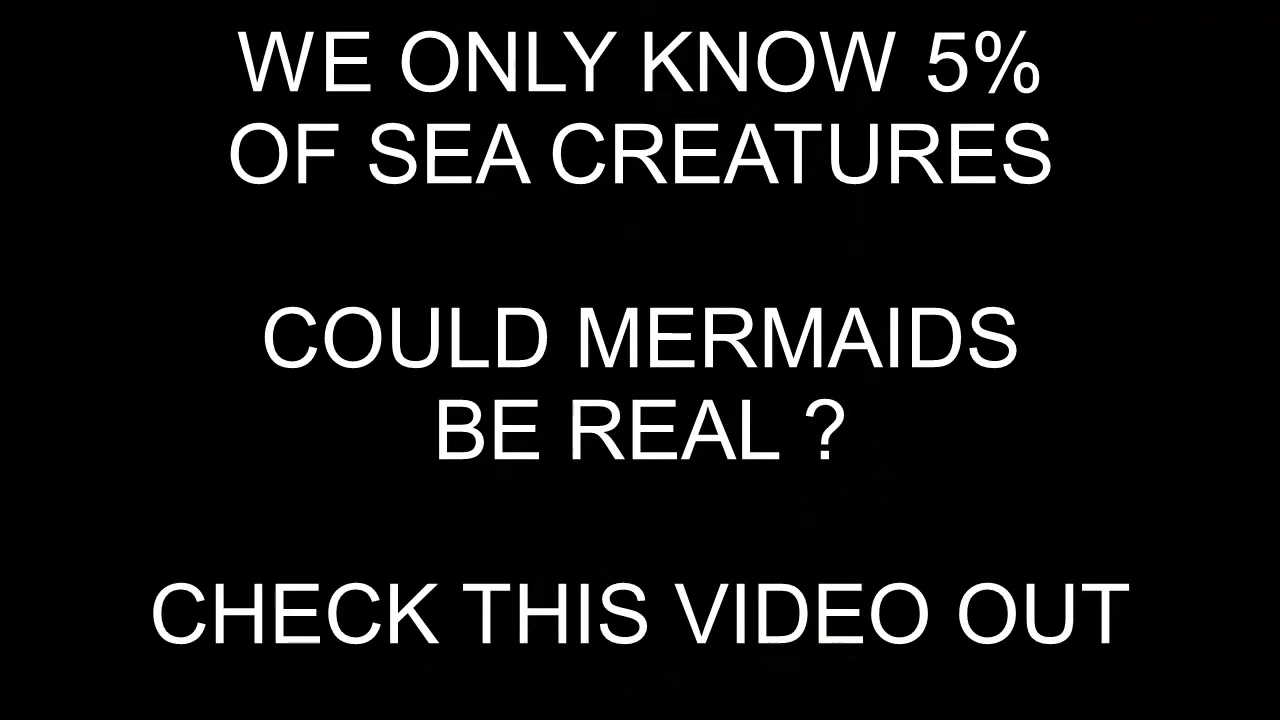 WE ONLY KNOW 5%
OF SEA CREATURES
COULD MERMAIDS
BE REAL ?
CHECK THIS VIDEO OUT